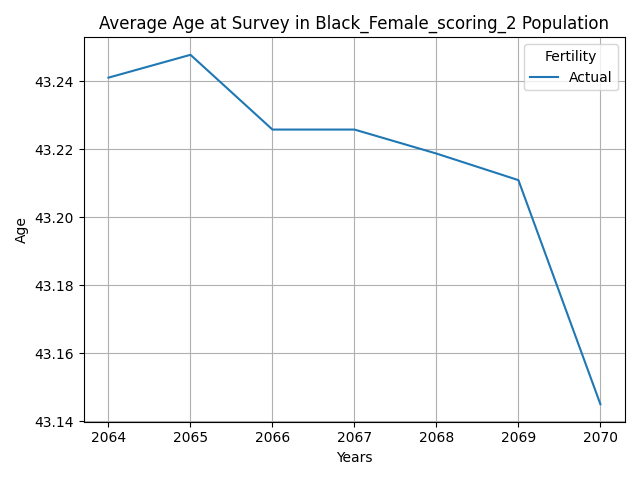 Average Age at Survey in Black_Female_scoring_2 Population
Fertility
Actual
43.24
43.22
43.20
43.18
43.16
43.14
Age
2064 2065 2066 2067 2068 2069 2070
Years